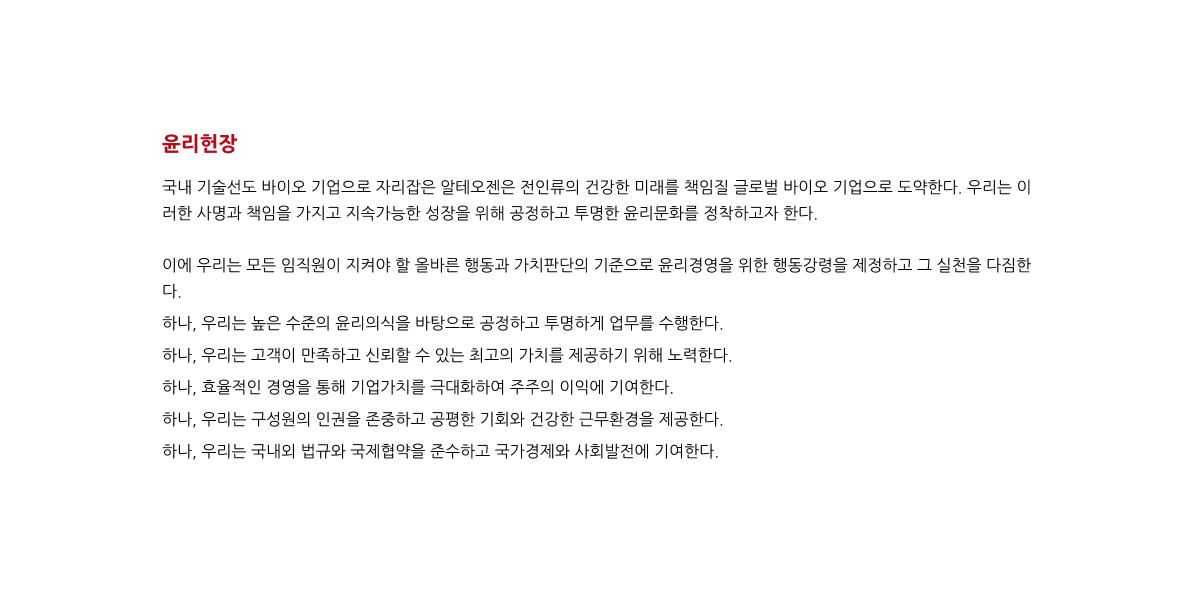 윤리헌장
국내 기술선도 바이오 기업으로 자리잡은 알테오젠은 전인류의 건강한 미래를 책임질 글로벌 바이오 기업으로 도약한다. 우리는 이
러한 사명과 책임을 가지고 지속가능한 성장을 위해 공정하고 투명한 윤리문화를 정착하고자 한다.
이에 우리는 모든 임직원이 지켜야 할 올바른 행동과 가치판단의 기준으로 윤리경영을 위한 행동강령을 제정하고 그 실천을 다짐한
다.
하나, 우리는 높은 수준의 윤리의식을 바탕으로 공정하고 투명하게 업무를 수행한다.
하나, 우리는 고객이 만족하고 신뢰할 수 있는 최고의 가치를 제공하기 위해 노력한다.
하나, 효율적인 경영을 통해 기업가치를 극대화하여 주주의 이익에 기여한다.
하나, 우리는 구성원의 인권을 존중하고 공평한 기회와 건강한 근무환경을 제공한다.
하나, 우리는 국내외 법규와 국제협약을 준수하고 국가경제와 사회발전에 기여한다.